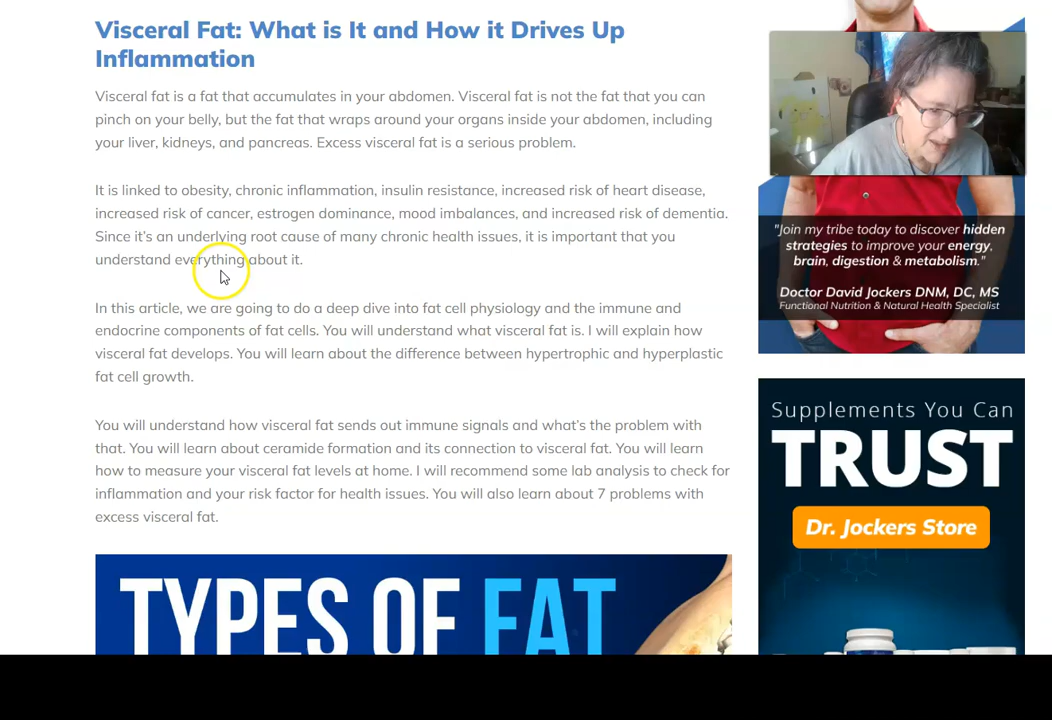 Visceral Fat: What is It and How it Drives Up
Inflammation
Visceral fat is a fat that accumulates in your abdomen. Visceral fat is not the fat that you can
pinch on your belly, but the fat that wraps around your organs inside your abdomen, including
your liver, kidneys, and pancreas. Excess visceral fat is a serious problem.
It is linked to obesity, chronic inflammation, insulin resistance, increased risk of heart disease,
increased risk of cancer, estrogen dominance, mood imbalances, and increased risk of dementia.
Since it's an underlying root cause of many chronic health issues, it is important that you
understand everything about it.
In this article, we are going to do a deep dive into fat cell physiology and the immune and
endocrine components of fat cells. You will understand what visceral fat is. I will explain how
visceral fat develops. You will learn about the difference between hypertrophic and hyperplastic
fat cell growth.
You will understand how visceral fat sends out immune signals and what's the problem with
that. You will learn about ceramide formation and its connection to visceral fat. You will learn
how to measure your visceral fat levels at home. I will recommend some lab analysis to check for
inflammation and your risk factor for health issues. You will also learn about 7 problems with
excess visceral fat.
TYPES OF FAT
"Join my tribe today to discover hidden
strategies to improve your energy,
brain, digestion & metabolism."
Doctor David Jockers DNM, DC, MS
Functional Nutrition & Natural Health Specialist
Supplements You Can
TRUST
Dr. Jockers Store